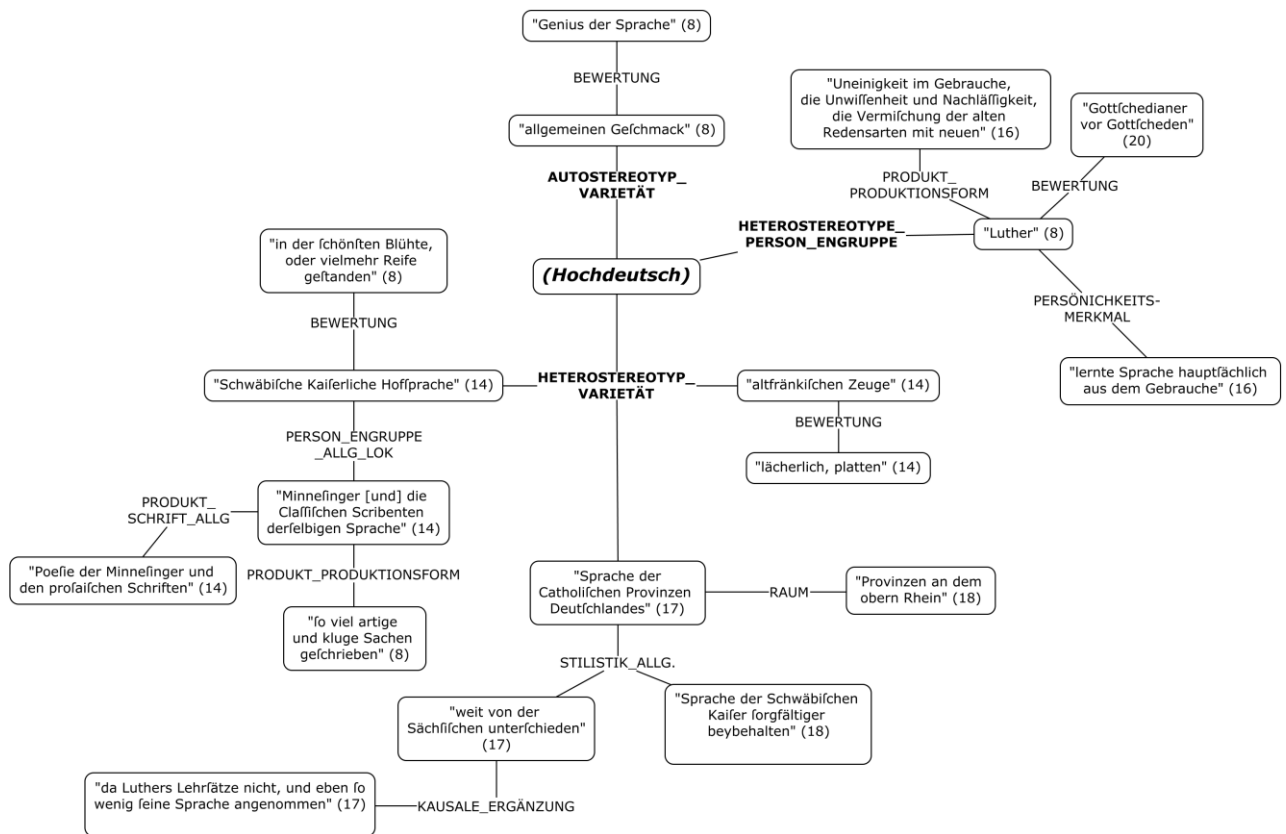 "Genius der Sprache" (8)
BEWERTUNG
"allgemeinen Geſchmack" (8)
AUTOSTEREOTYP_
VARIETÄT
"Uneinigkeit im Gebrauche,
die Unwiſſenheit und Nachläſſigkeit,
die Vermiſchung der alten
Redensarten mit neuen" (16)
"Gottſchedianer
vor Gottſcheden"
(20)
PRODUKT_
PRODUKTIONSFORM
BEWERTUNG
HETEROSTEREOTYPE_
PERSON_ENGRUPPE
"Luther" (8)
(Hochdeutsch)
PERSÖNICHKEITS-
MERKMAL
"lernte Sprache hauptſächlich
aus dem Gebrauche" (16)
"in der ſchönſten Blühte,
oder vielmehr Reife
geſtanden" (8)
BEWERTUNG
"Schwäbiſche Kaiſerliche Hofſprache" (14)
HETEROSTEREOTYP_
VARIETÄT
"altfränkiſchen Zeuge" (14)
BEWERTUNG
"lächerlich, platten" (14)
PERSON_ENGRUPPE
_ALLG_LOK
"Minneſinger [und] die
Claſſiſchen Scribenten
derſelbigen Sprache" (14)
PRODUKT_
SCHRIFT_ALLG
"Poeſie der Minneſinger und
den proſaiſchen Schriften" (14)
PRODUKT_PRODUKTIONSFORM
"ſo viel artige
und kluge Sachen
geſchrieben" (8)
"Sprache der
Catholiſchen Provinzen
Deutſchlandes" (17)
RAUM
"Provinzen an dem
obern Rhein" (18)
STILISTIK_ALLG.
"weit von der
Sächſiſchen unterſchieden"
(17)
"Sprache der Schwäbiſchen
Kaiſer ſorgfältiger
beybehalten" (18)
"da Luthers Lehrſätze nicht, und eben ſo
wenig ſeine Sprache angenommen" (17)
KAUSALE_ERGÄNZUNG